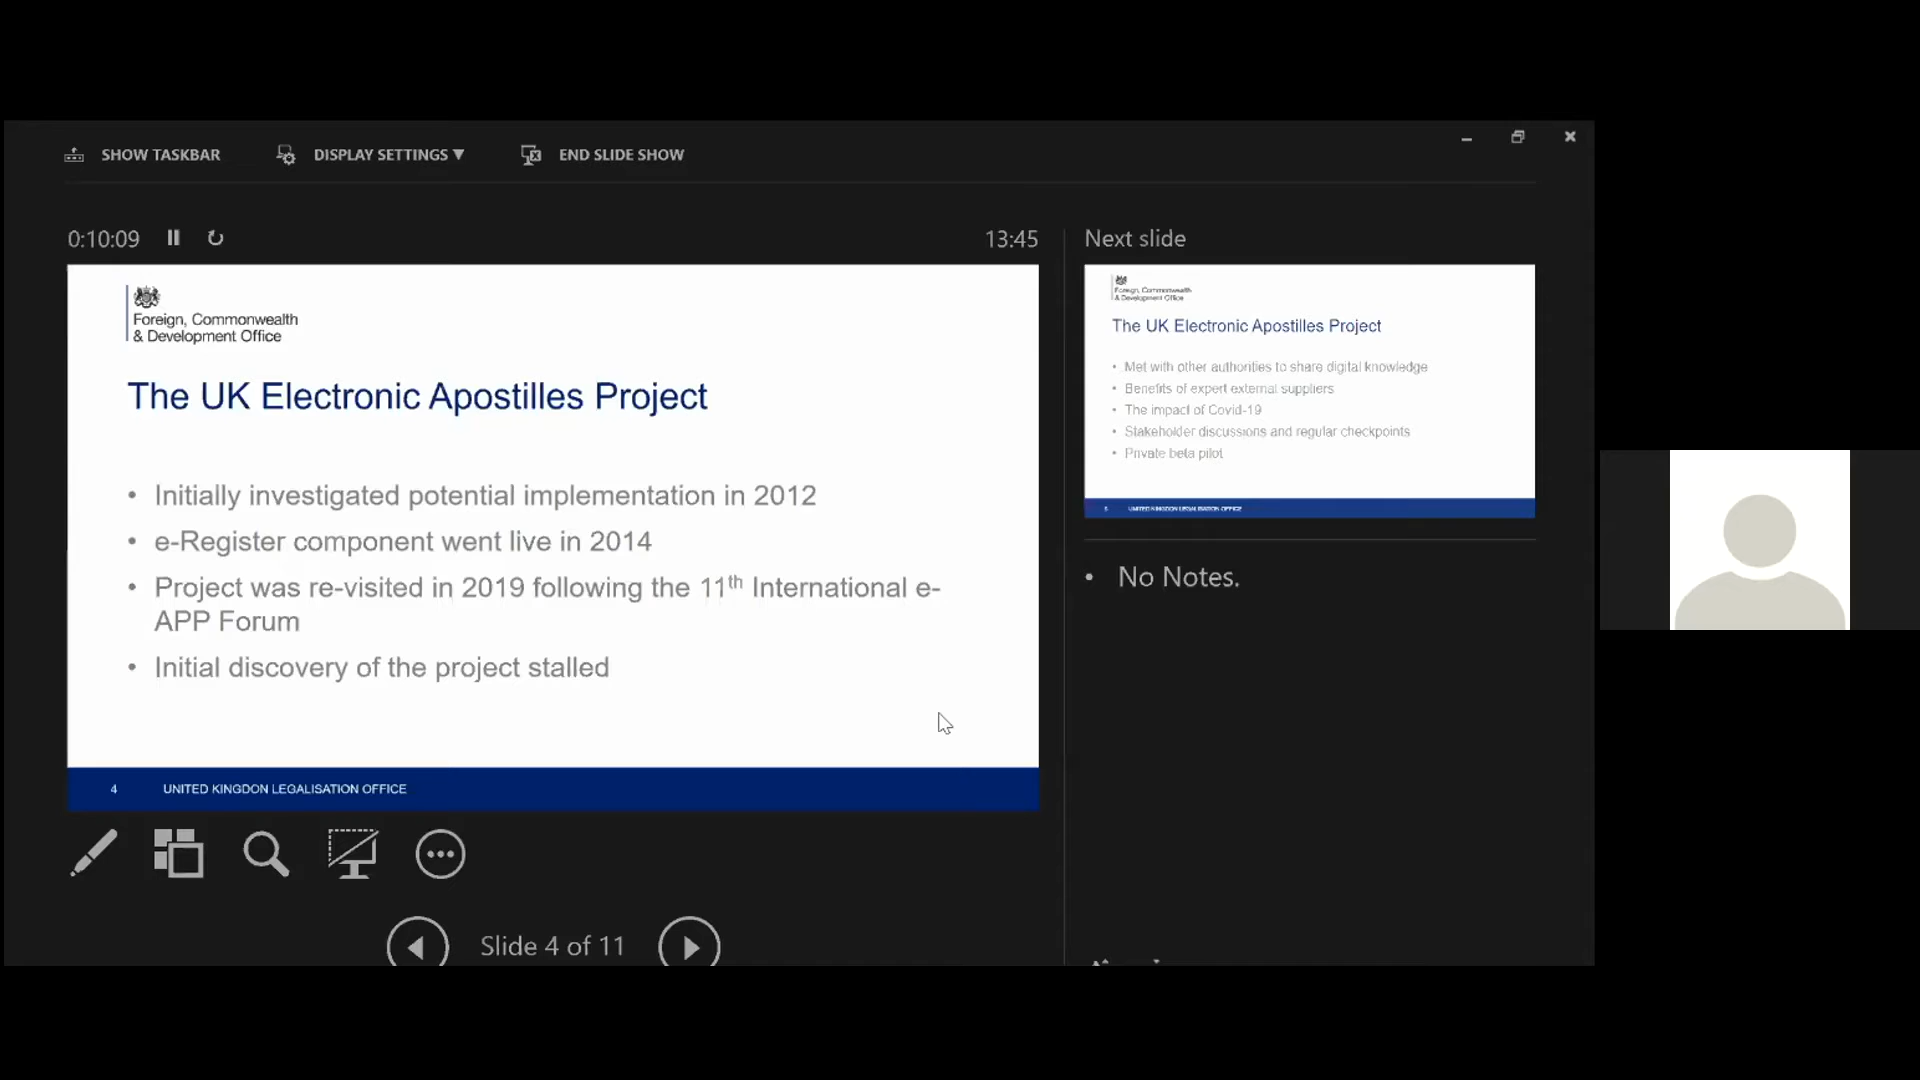 SHOW TASKBAR
DISPLAY SETTINGS ▼
END SLIDE SHOW
0:10:09
13:45
Foreign, Commonwealth
& Development Office
The UK Electronic Apostilles Project
• Initially investigated potential implementation in 2012
• e-Register component went live in 2014
• Project was re-visited in 2019 following the 11th International e-
APP Forum
• Initial discovery of the project stalled
4 UNITED KINGDON LEGALISATION OFFICE
Slide 4 of 11
Next slide
Foreign, Commonwealth
& Development Office
The UK Electronic Apostilles Project
• Met with other authorities to share digital knowledge
• Benefits of expert external suppliers
• The impact of Covid-19
• Stakeholder discussions and regular checkpoints
• Private beta pilot
5 UNITED KINGDON LEGALISATION OFFICE
• No Notes.